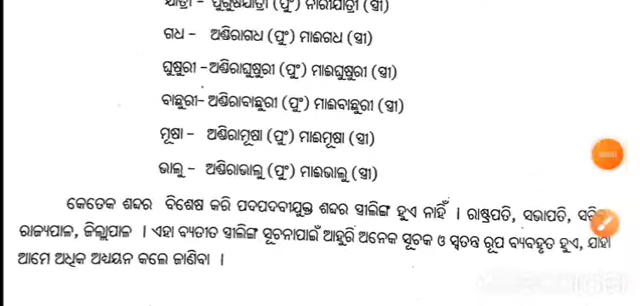 ଯାତ୍ରୀ - ପୁରୁଷଯାତ୍ରୀ (ପୁଂ) ନାରୀଯାତ୍ରୀ (ସ୍ତ୍ରୀ)
ଗଧ - ଅଣ୍ଡିରାଗଧ (ପୁଂ) ମାଈଗଧ (ସ୍ତ୍ରୀ)
ଘୁଷୁରୀ - ଅଣ୍ଡିରାଘୁଷୁରୀ (ପୁଂ) ମାଈଘୁଷୁରୀ (ସ୍ତ୍ରୀ)
ବାଛୁରୀ- ଅଣ୍ଡିରାବାଛୁରୀ (ପୁଂ) ମାଈବାଛୁରୀ (ସ୍ତ୍ରୀ)
ମୂଷା - ଅଣ୍ଡିରାମୂଷା (ପୁଂ) ମାଈମୂଷା (ସ୍ତ୍ରୀ)
ଭାଲୁ - ଅଣ୍ଡିରାଭାଲୁ (ପୁଂ) ମାଈଭାଲୁ (ସ୍ତ୍ରୀ)
କେତେକ ଶବ୍ଦର ବିଶେଷ କରି ପଦପଦବୀଯୁକ୍ତ ଶବ୍ଦର ସ୍ତ୍ରୀଲିଙ୍ଗ ହୁଏ ନାହିଁ । ରାଷ୍ଟ୍ରପତି, ସଭାପତି,
ରାଜ୍ୟପାଳ, ଜିଲ୍ଲାପାଳ । ଏହା ବ୍ୟତୀତ ସ୍ତ୍ରୀଲିଙ୍ଗ ସୂଚନାପାଇଁ ଆହୁରି ଅନେକ ସୂଚକ ଓ ସ୍ୱତନ୍ତ୍ର ରୂପ ବ୍ୟବହୃତ ହୁଏ, ଯାହା
ଆମେ ଅଧିକ ଅଧ୍ୟୟନ କଲେ ଜାଣିବା ।